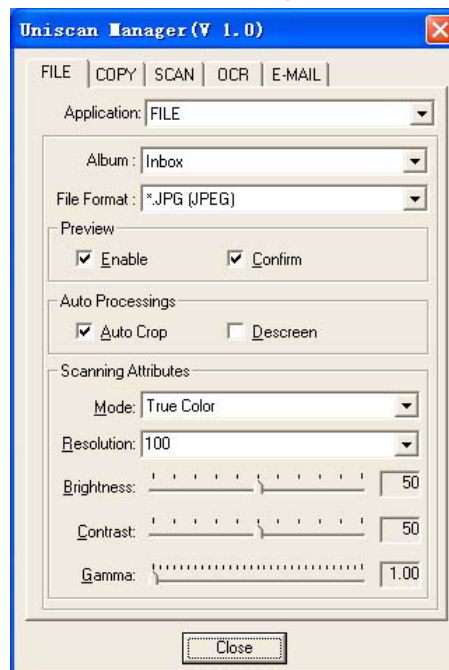 Uniscan Manager(V 1.0)
FILE COPY SCAN OCR E-MAIL
Application: FILE
Album : Inbox
File Format : *.JPG (JPEG)
Preview
Enable Confirm
Auto Processings
Auto Crop Descreen
Scanning Attributes
Mode: True Color
Resolution: 100
Brightness: 50
Contrast: 50
Gamma: 1.00
Close